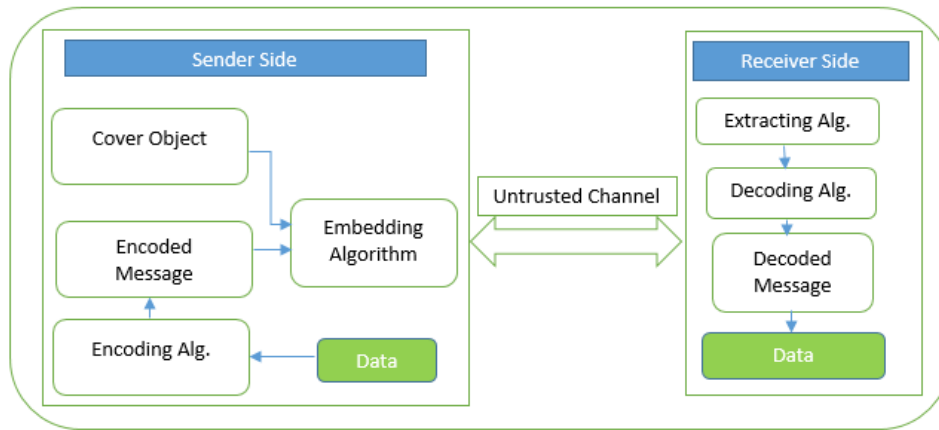 Sender Side
Cover Object
Encoded
Message
Embedding
Algorithm
Encoding Alg.
Data
Untrusted Channel
Receiver Side
Extracting Alg.
Decoding Alg.
Decoded
Message
Data